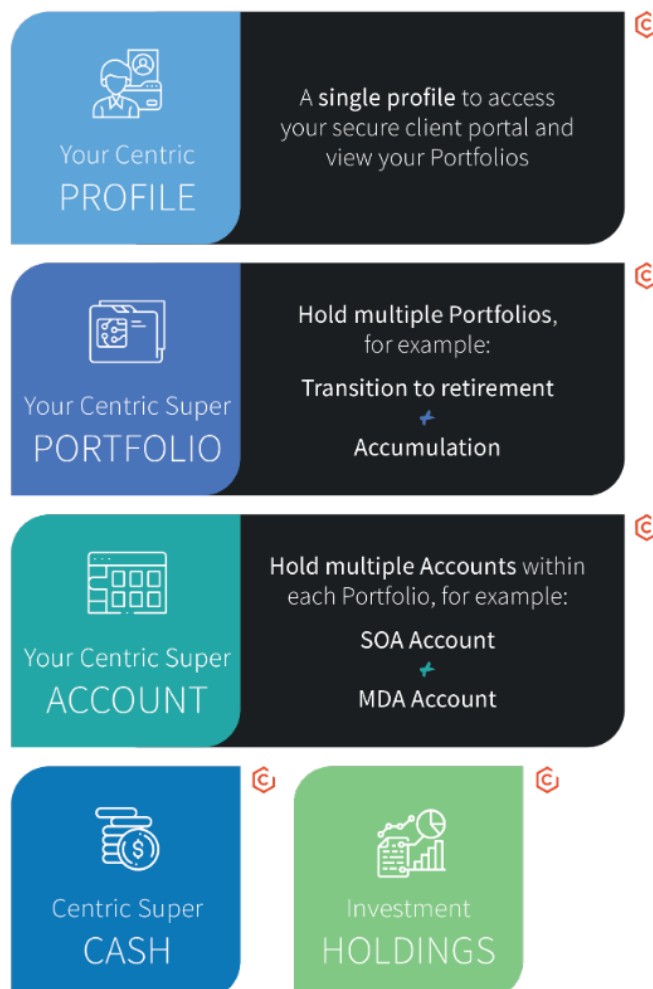 Your Centric
PROFILE
A single profile to access
your secure client portal and
view your Portfolios
Your Centric Super
PORTFOLIO
Hold multiple Portfolios,
for example:
Transition to retirement
+
Accumulation
Your Centric Super
ACCOUNT
Hold multiple Accounts within
each Portfolio, for example:
SOA Account
+
MDA Account
Centric Super
CASH
Investment
HOLDINGS